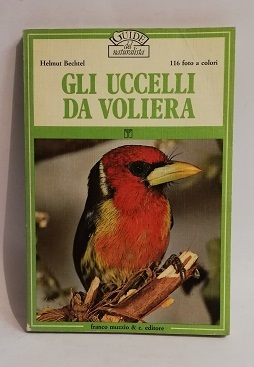 GUIDE
del
naturalista
Helmut Bechtel
116 foto a colori
GLI UCCELLI
DA VOLIERA
franco muzzio & c. editore